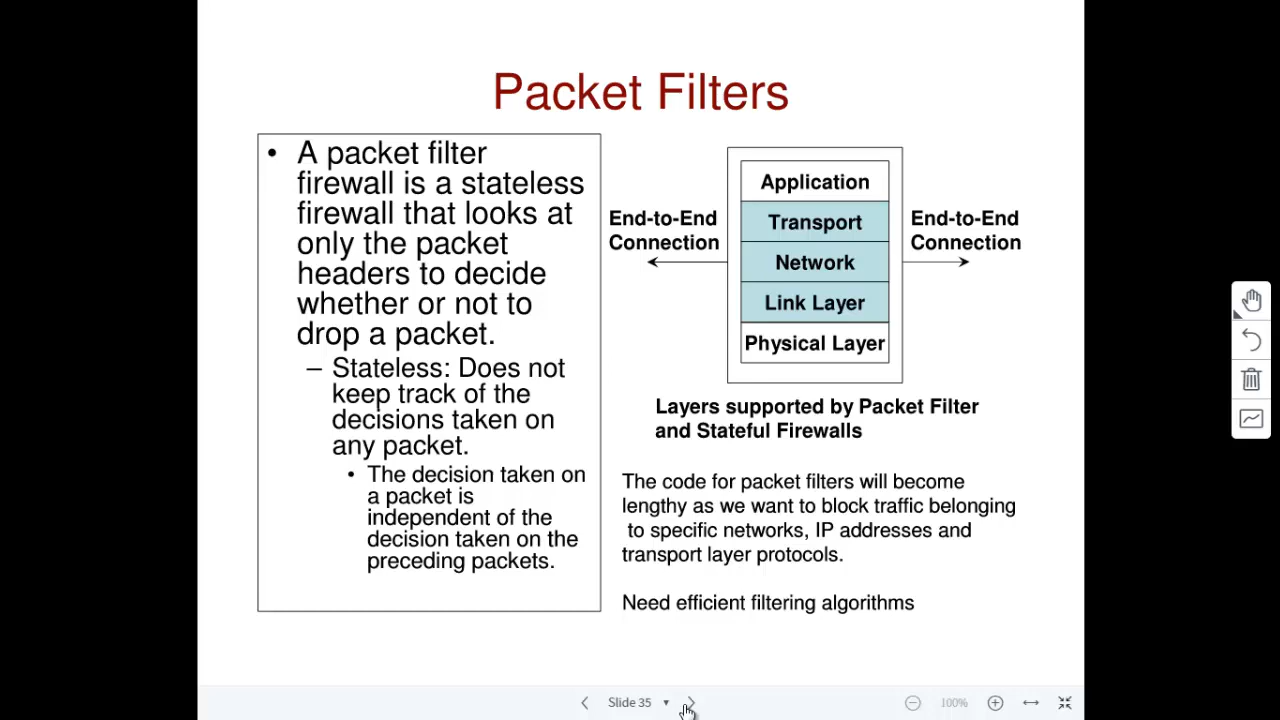 Packet Filters
• A packet filter
firewall is a stateless
firewall that looks at
only the packet
headers to decide
whether or not to
drop a packet.
– Stateless: Does not
keep track of the
decisions taken on
any packet.
• The decision taken on
a packet is
independent of the
decision taken on the
preceding packets.
End-to-End
Connection
Application
Transport
Network
Link Layer
Physical Layer
End-to-End
Connection
Layers supported by Packet Filter
and Stateful Firewalls
The code for packet filters will become
lengthy as we want to block traffic belonging
to specific networks, IP addresses and
transport layer protocols.
Need efficient filtering algorithms
Slide 35
100%